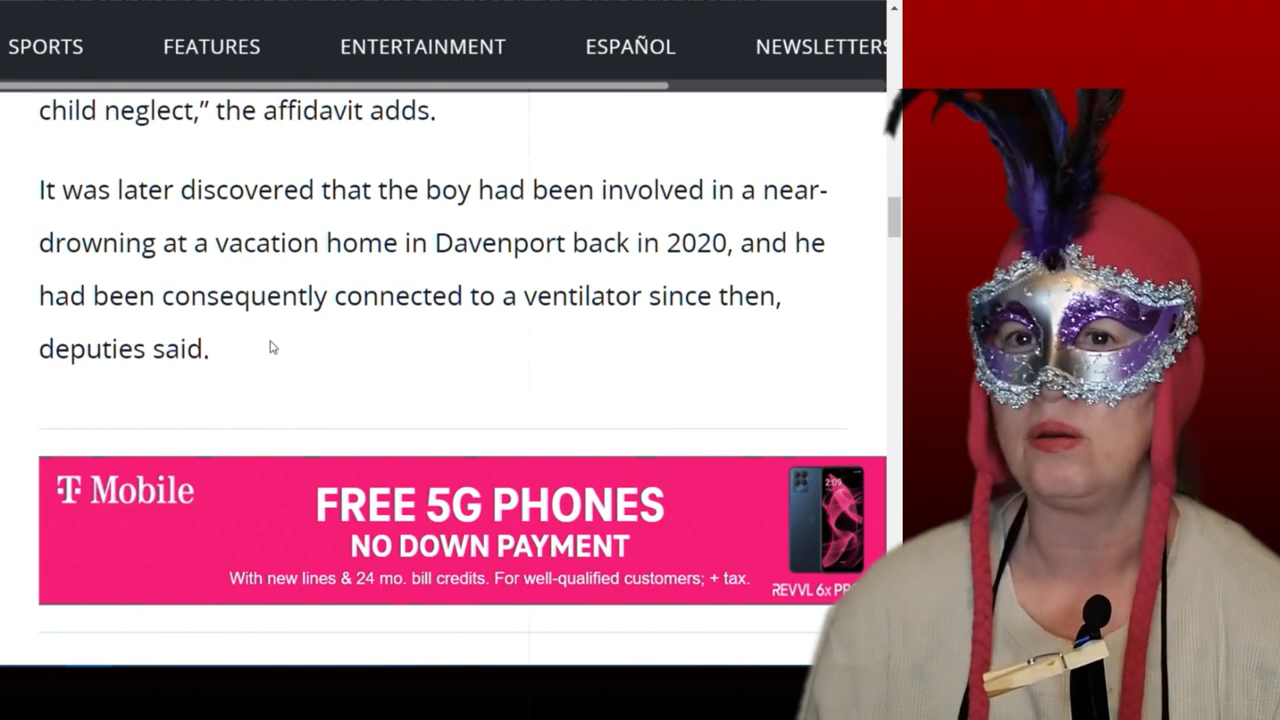 SPORTS FEATURES ENTERTAINMENT ESPAÑOL NEWSLETTERS
child neglect,” the affidavit adds.
It was later discovered that the boy had been involved in a near-
drowning at a vacation home in Davenport back in 2020, and he
had been consequently connected to a ventilator since then,
deputies said.
T Mobile
FREE 5G PHONES
NO DOWN PAYMENT
With new lines & 24 mo. bill credits. For well-qualified customers; + tax.
2:09
REVVL 6x PR